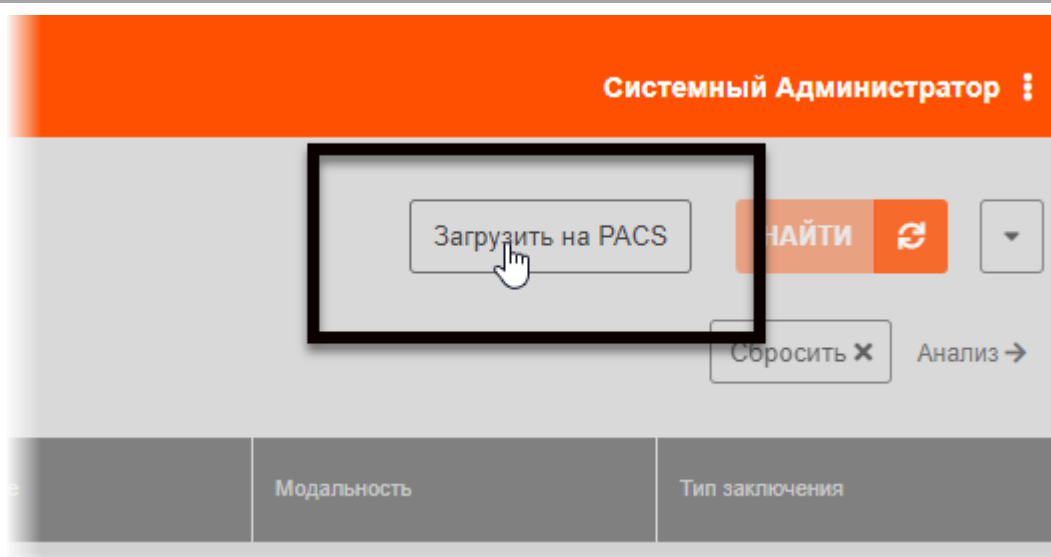 Системный Администратор
Загрузить на PACS
НАЙТИ
Сбросить
Анализ
Модальность
Тип заключения